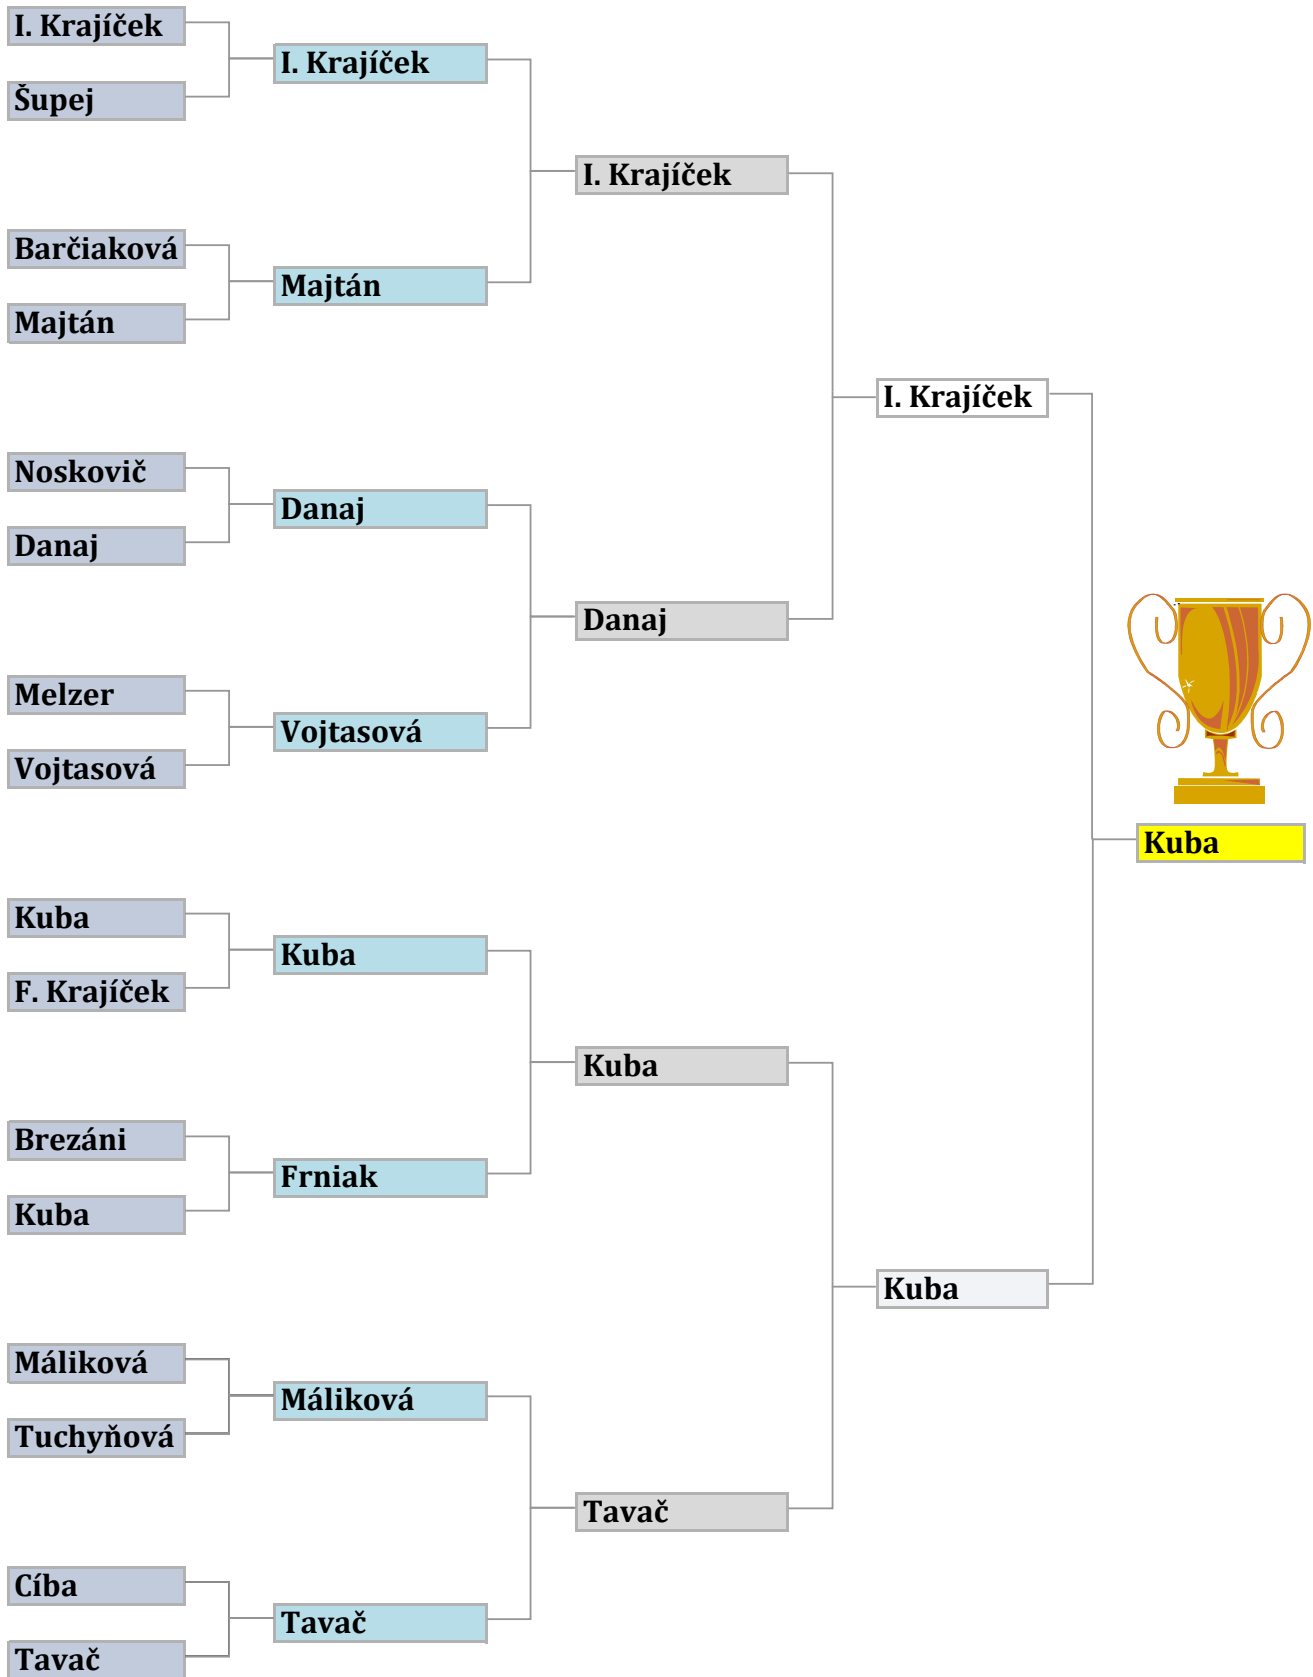 I. Krajíček
Šupej
Barčiaková
Majtán
Noskovič
Danaj
Melzer
Vojtasová
Kuba
F. Krajíček
Brezáni
Kuba
Máliková
Tuchyňová
Cíba
Tavač
I. Krajíček
Majtán
Danaj
Vojtasová
Kuba
Frniak
Máliková
Tavač
I. Krajíček
Danaj
Kuba
Tavač
I. Krajíček
Kuba
Kuba